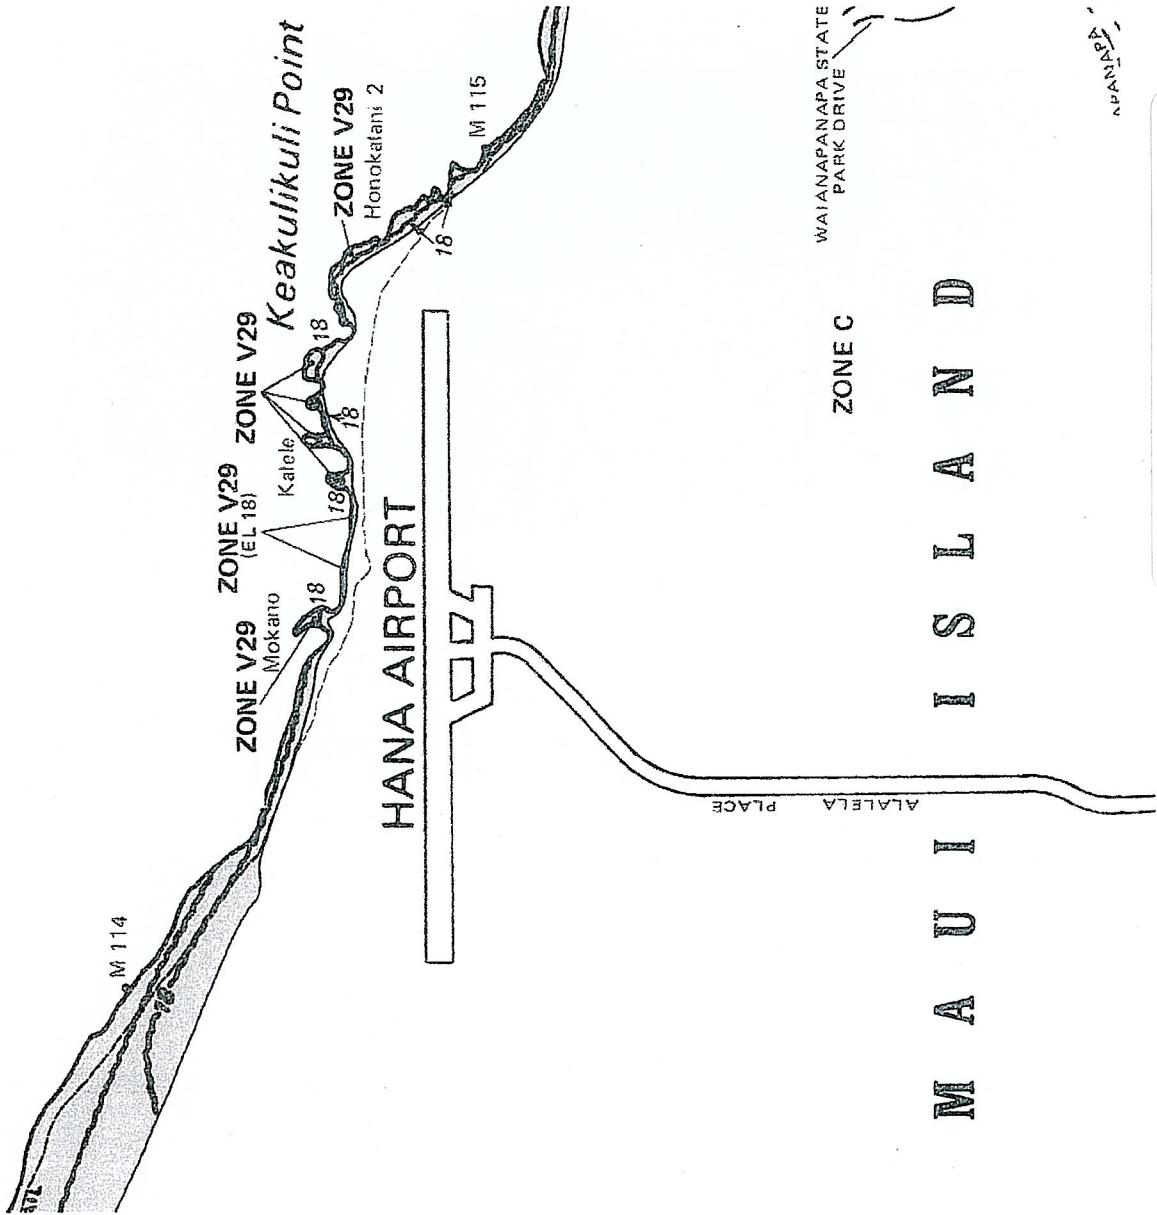 Keakulikuli Point
ZONE V29
Honokalani 2
M 115
18
ZONE V29
18
18
Kalele
ZONE V29
(EL 18)
18
18
ZONE V29
Mokano
M 114
18
HANA AIRPORT
WAIANAPANAPA STATE
PARK DRIVE
ZONE C
ALALELA
PLACE
MAUI ISLAND